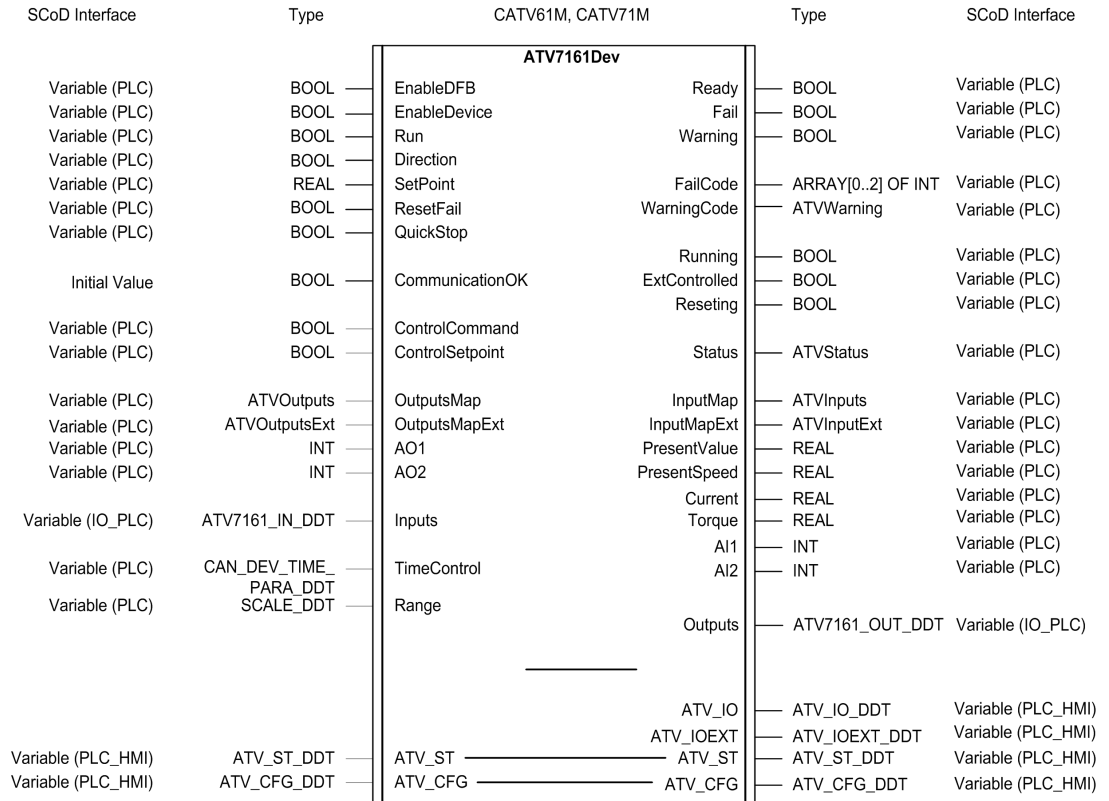 SCoD Interface Type CATV61M, CATV71M Type SCoD Interface
ATV7161Dev
Variable (PLC) BOOL EnableDFB Ready BOOL Variable (PLC)
Variable (PLC) BOOL EnableDevice Fail BOOL Variable (PLC)
Variable (PLC) BOOL Run Warning BOOL Variable (PLC)
Variable (PLC) BOOL Direction
Variable (PLC) REAL SetPoint FailCode ARRAY[0..2] OF INT Variable (PLC)
Variable (PLC) BOOL ResetFail WarningCode ATVWarning Variable (PLC)
Variable (PLC) BOOL QuickStop
Running BOOL Variable (PLC)
Initial Value BOOL CommunicationOK ExtControlled BOOL Variable (PLC)
Reseting BOOL Variable (PLC)
Variable (PLC) BOOL ControlCommand
Variable (PLC) BOOL ControlSetpoint Status ATVStatus Variable (PLC)
Variable (PLC) ATVOutputs OutputsMap InputMap ATVInputs Variable (PLC)
Variable (PLC) ATVOutputsExt OutputsMapExt InputMapExt ATVInputExt Variable (PLC)
Variable (PLC) INT AO1 PresentValue REAL Variable (PLC)
Variable (PLC) INT AO2 PresentSpeed REAL Variable (PLC)
Current REAL Variable (PLC)
Variable (IO_PLC) ATV7161_IN_DDT Inputs Torque REAL Variable (PLC)
AI1 INT Variable (PLC)
Variable (PLC) CAN_DEV_TIME_ TimeControl AI2 INT Variable (PLC)
PARA_DDT
Variable (PLC) SCALE_DDT Range
Outputs ATV7161_OUT_DDT Variable (IO_PLC)
ATV_IO ATV_IO_DDT Variable (PLC_HMI)
ATV_IOEXT ATV_IOEXT_DDT Variable (PLC_HMI)
Variable (PLC_HMI) ATV_ST_DDT ATV_ST ATV_ST ATV_ST_DDT Variable (PLC_HMI)
Variable (PLC_HMI) ATV_CFG_DDT ATV_CFG ATV_CFG ATV_CFG_DDT Variable (PLC_HMI)